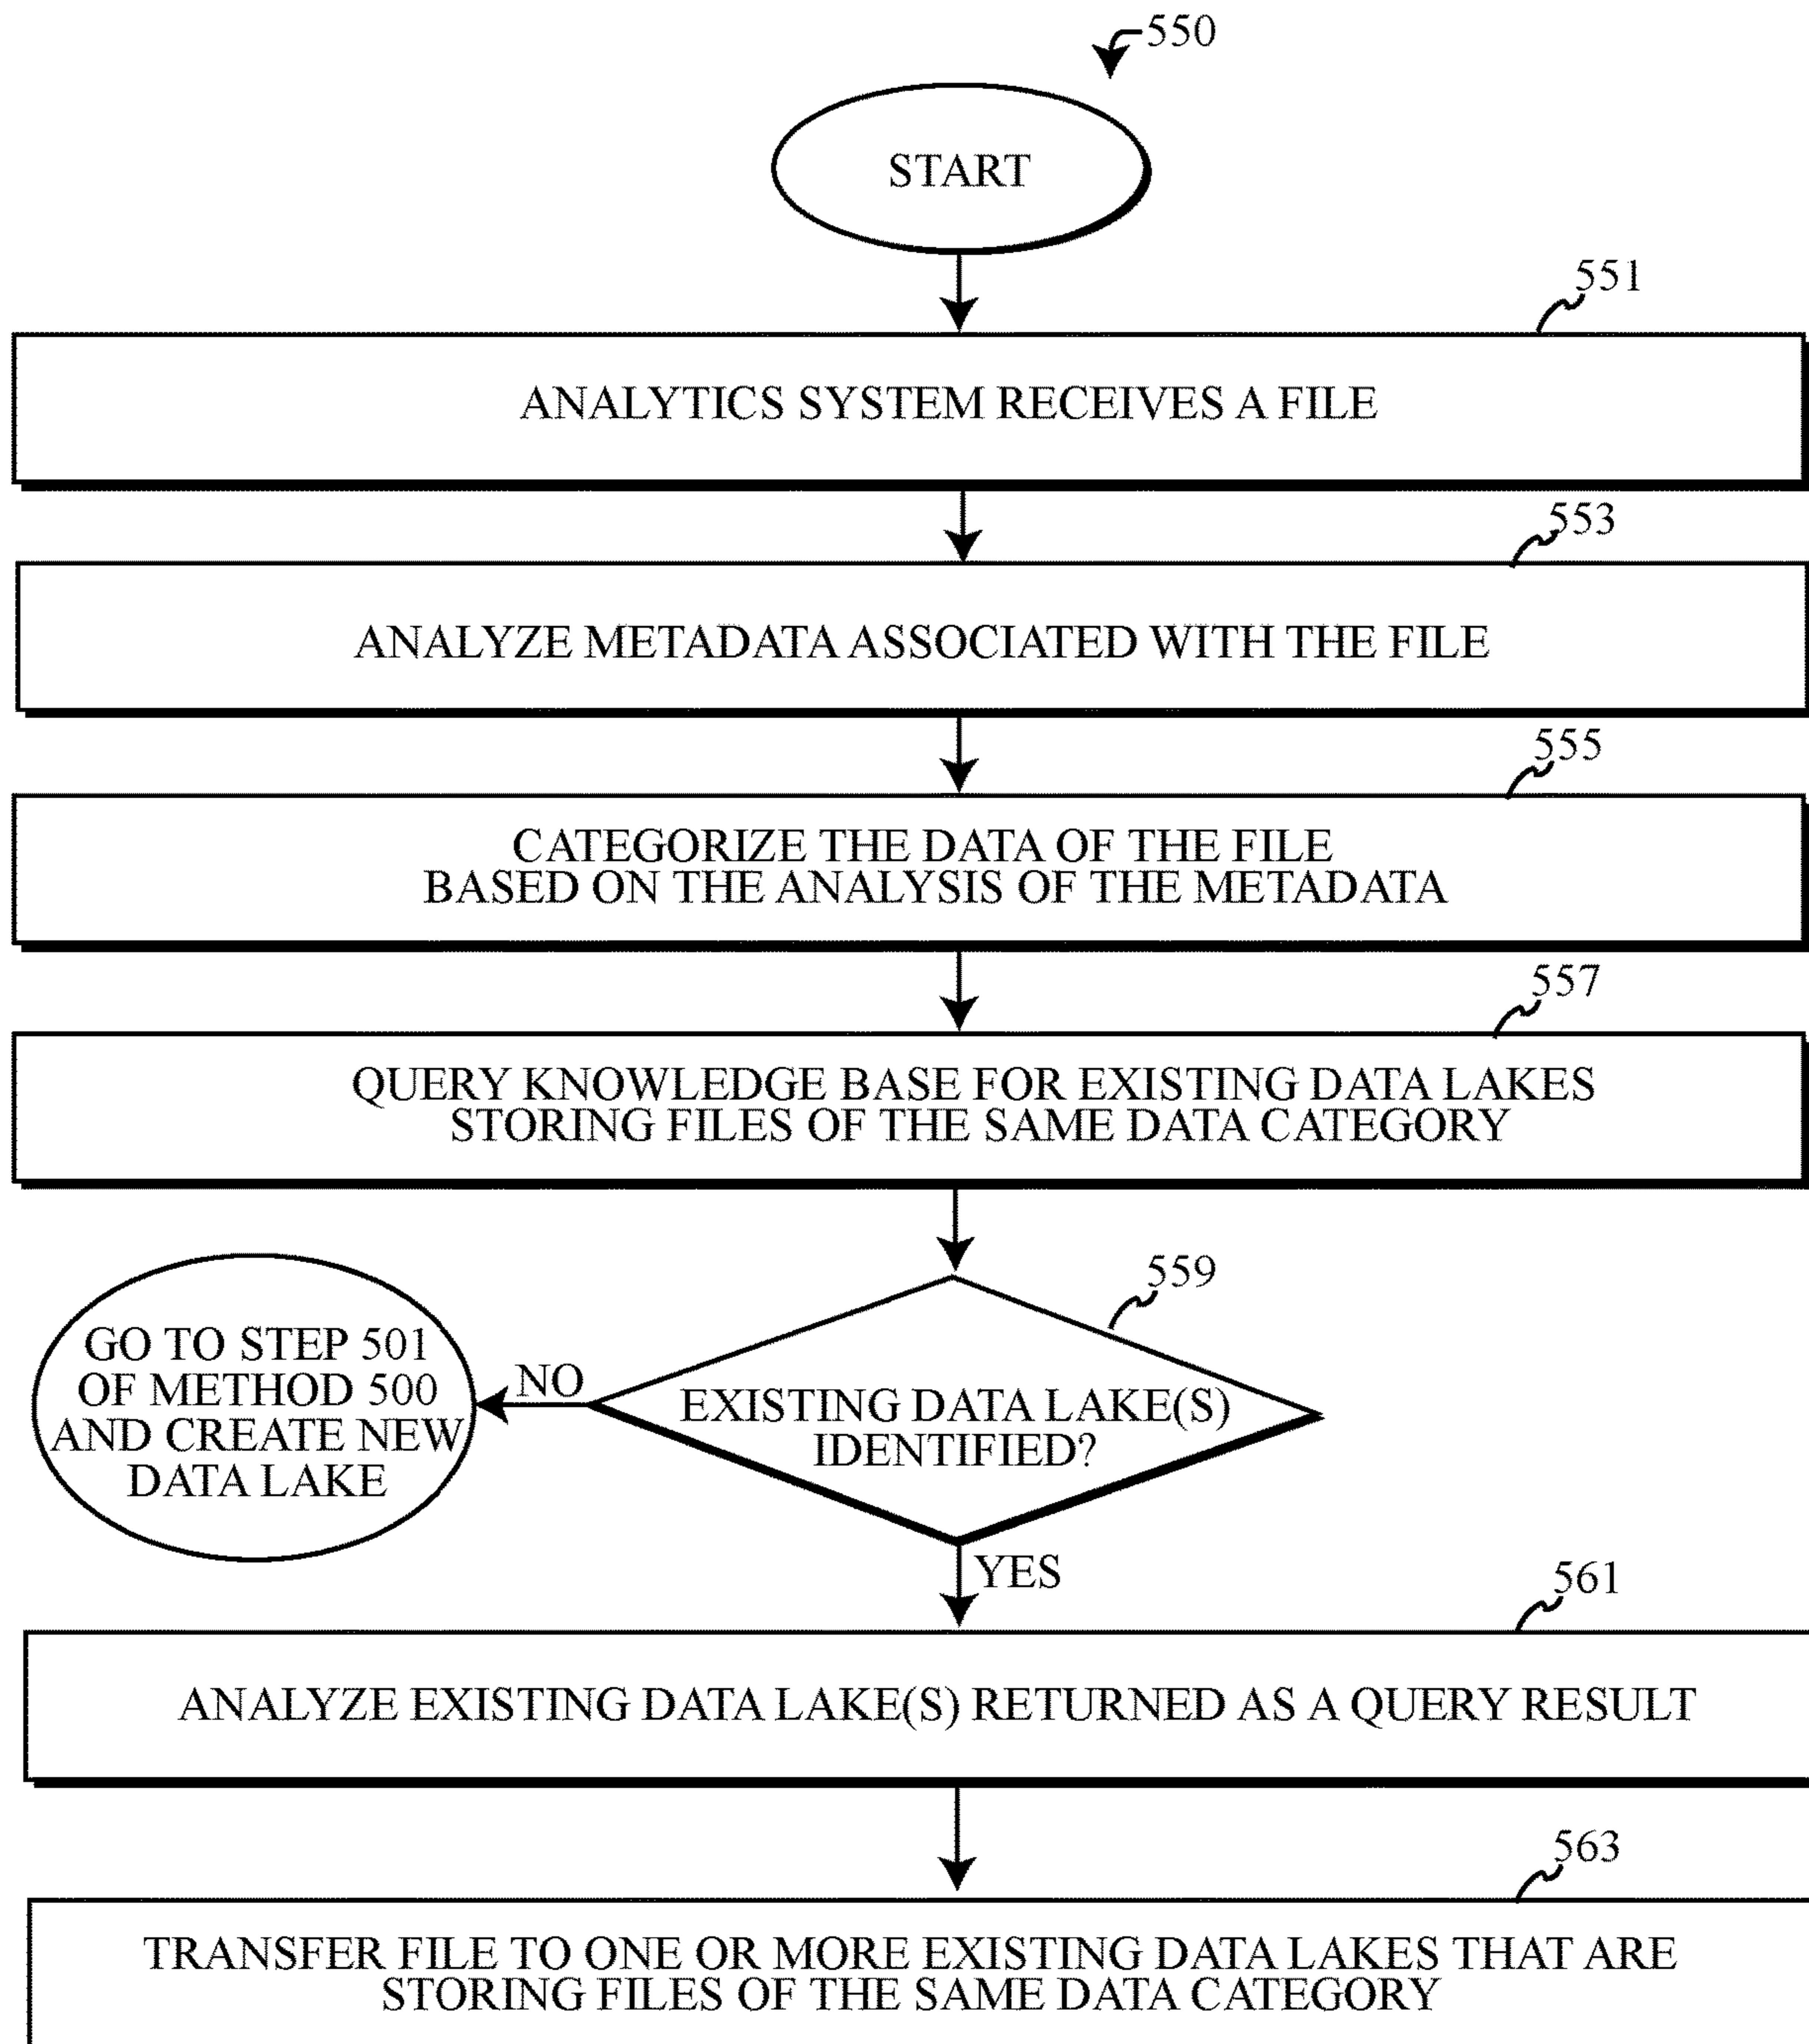 550
START
551
ANALYTICS SYSTEM RECEIVES A FILE
553
ANALYZE METADATA ASSOCIATED WITH THE FILE
555
CATEGORIZE THE DATA OF THE FILE
BASED ON THE ANALYSIS OF THE METADATA
557
QUERY KNOWLEDGE BASE FOR EXISTING DATA LAKES
STORING FILES OF THE SAME DATA CATEGORY
559
EXISTING DATA LAKE(S)
IDENTIFIED?
NO
GO TO STEP 501
OF METHOD 500
AND CREATE NEW
DATA LAKE
YES
561
ANALYZE EXISTING DATA LAKE(S) RETURNED AS A QUERY RESULT
563
TRANSFER FILE TO ONE OR MORE EXISTING DATA LAKES THAT ARE
STORING FILES OF THE SAME DATA CATEGORY